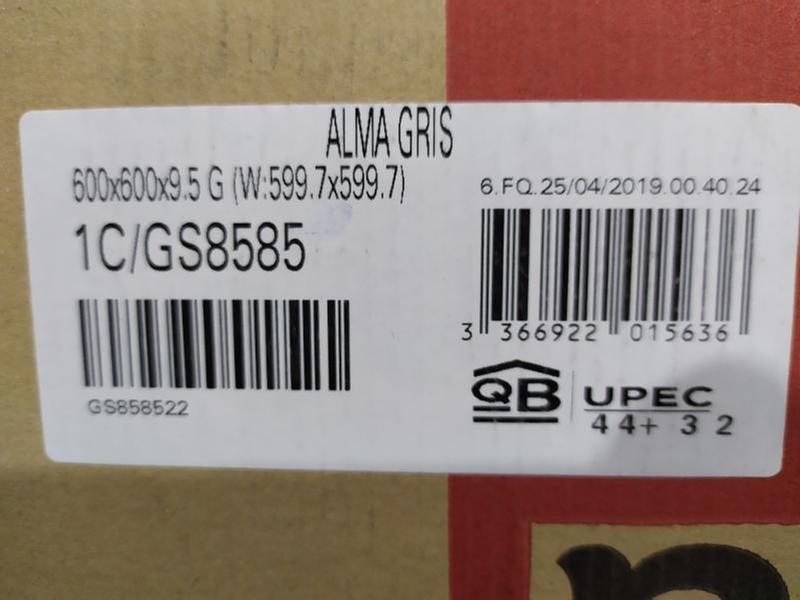 ALMA GRIS
600x600x9.5 G (W:599.7x599.7)
6.FQ.25/04/2019.00.40.24
1C/GS8585
3 366922 015636
GS858522
QB
UPEC
44+ 3 2